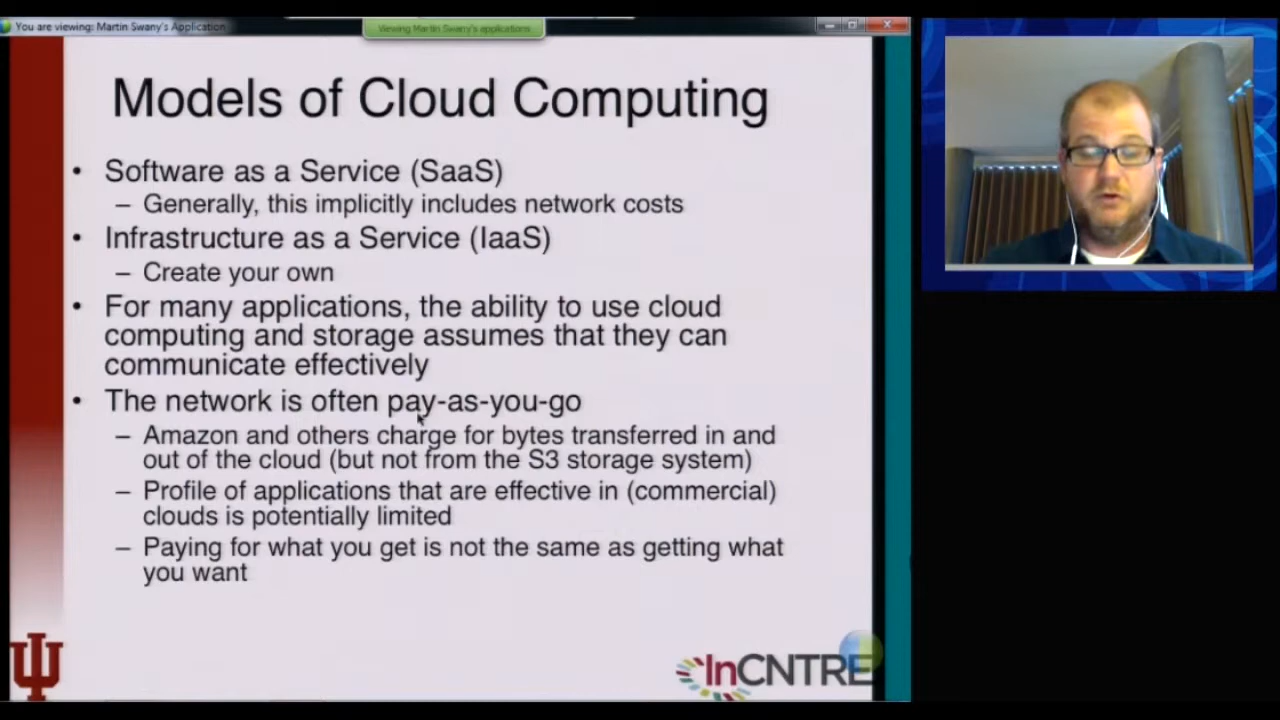 You are viewing: Martin Swany's Application
Viewing Martin Swany's applications
Models of Cloud Computing
• Software as a Service (SaaS)
– Generally, this implicitly includes network costs
• Infrastructure as a Service (IaaS)
– Create your own
• For many applications, the ability to use cloud
computing and storage assumes that they can
communicate effectively
• The network is often pay-as-you-go
– Amazon and others charge for bytes transferred in and
out of the cloud (but not from the S3 storage system)
– Profile of applications that are effective in (commercial)
clouds is potentially limited
– Paying for what you get is not the same as getting what
you want
InCNTRE